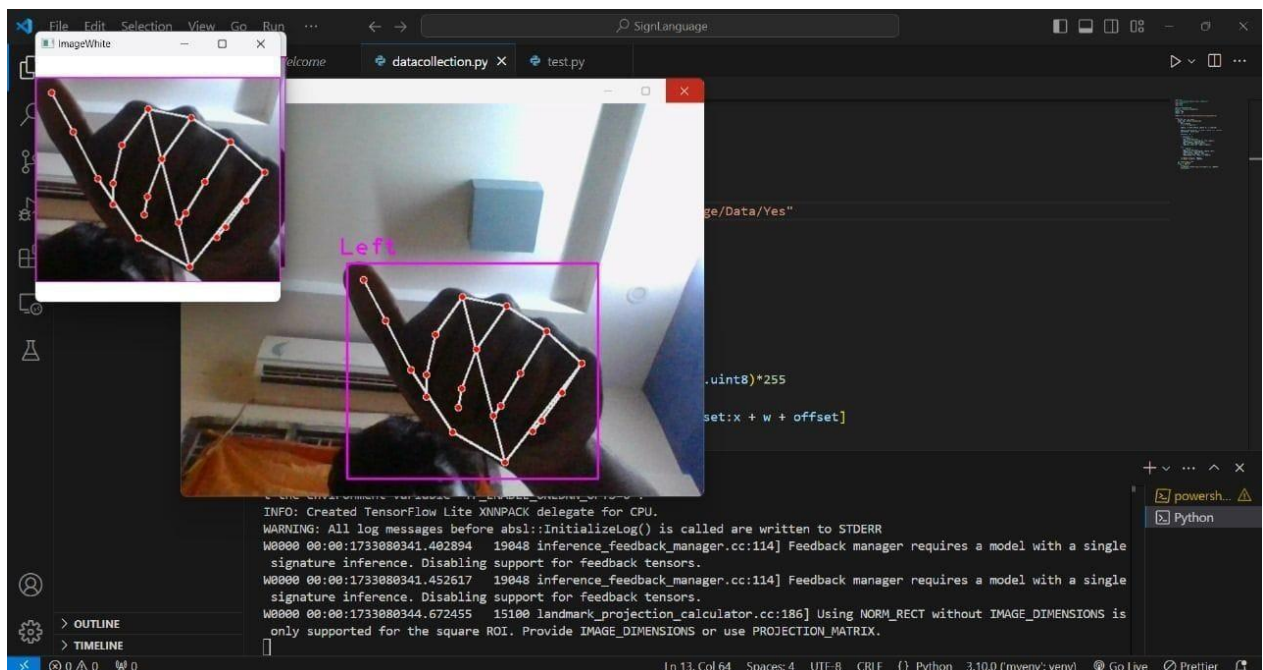 File Edit Selection View Go Run ··· SignLanguage
ImageWhite
datacollection.py test.py
ge/Data/Yes"
Left
.uint8)*255
set:x + w + offset]
INFO: Created TensorFlow Lite XNNPACK delegate for CPU.
WARNING: All log messages before absl::InitializeLog() is called are written to STDERR
W0000 00:00:1733080341.402894 19048 inference_feedback_manager.cc:114] Feedback manager requires a model with a single
signature inference. Disabling support for feedback tensors.
W0000 00:00:1733080341.452617 19048 inference_feedback_manager.cc:114] Feedback manager requires a model with a single
signature inference. Disabling support for feedback tensors.
W0000 00:00:1733080344.672455 15100 landmark_projection_calculator.cc:186] Using NORM_RECT without IMAGE_DIMENSIONS is
only supported for the square ROI. Provide IMAGE_DIMENSIONS or use PROJECTION_MATRIX.
powersh...
Python
> OUTLINE
> TIMELINE
0 0 0 Ln 13, Col 64 Spaces: 4 UTF-8 CRLF {} Python 3.10.0 ('myenv': venv) Go Live Prettier